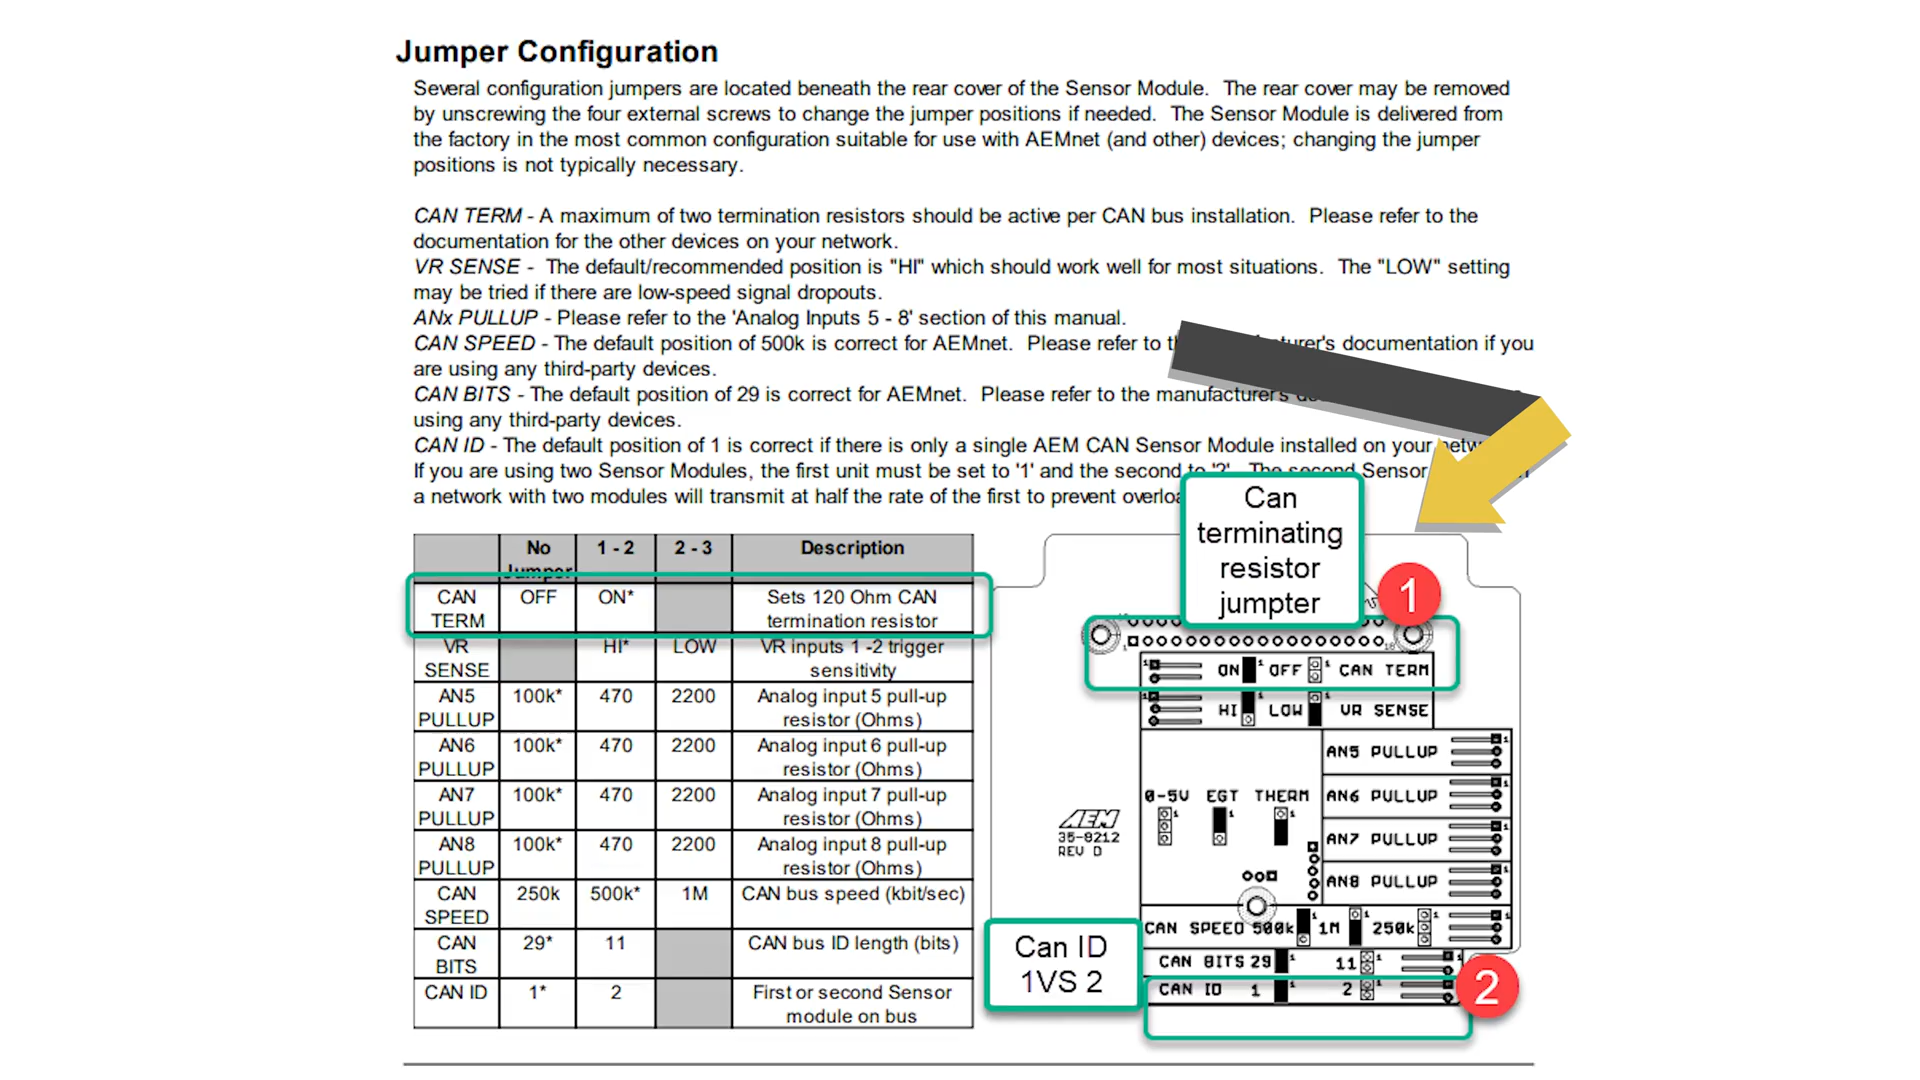 Jumper Configuration
Several configuration jumpers are located beneath the rear cover of the Sensor Module. The rear cover may be removed
by unscrewing the four external screws to change the jumper positions if needed. The Sensor Module is delivered from
the factory in the most common configuration suitable for use with AEMnet (and other) devices; changing the jumper
positions is not typically necessary.
CAN TERM - A maximum of two termination resistors should be active per CAN bus installation. Please refer to the
documentation for the other devices on your network.
VR SENSE - The default/recommended position is "HI" which should work well for most situations. The "LOW" setting
may be tried if there are low-speed signal dropouts.
ANx PULLUP - Please refer to the 'Analog Inputs 5 - 8' section of this manual.
CAN SPEED - The default position of 500k is correct for AEMnet. Please refer to documentation if you
are using any third-party devices.
CAN BITS - The default position of 29 is correct for AEMnet. Please refer to the manufacturer's
using any third-party devices.
CAN ID - The default position of 1 is correct if there is only a single AEM CAN Sensor Module installed on your
If you are using two Sensor Modules, the first unit must be set to '1' and the second to '2'. The second Sensor
a network with two modules will transmit at half the rate of the first to prevent
No Jumper 1 - 2 2 - 3 Description
CAN TERM OFF ON* Sets 120 Ohm CAN termination resistor
VR SENSE HI* LOW VR inputs 1 -2 trigger sensitivity
AN5 PULLUP 100k* 470 2200 Analog input 5 pull-up resistor (Ohms)
AN6 PULLUP 100k* 470 2200 Analog input 6 pull-up resistor (Ohms)
AN7 PULLUP 100k* 470 2200 Analog input 7 pull-up resistor (Ohms)
AN8 PULLUP 100k* 470 2200 Analog input 8 pull-up resistor (Ohms)
CAN SPEED 250k 500k* 1M CAN bus speed (kbit/sec)
CAN BITS 29* 11 CAN bus ID length (bits)
CAN ID 1* 2 First or second Sensor module on bus
Can
terminating
resistor
jumpter
1
ON OFF CAN TERM
HI LOW VR SENSE
AN5 PULLUP
0-5V EGT THERM AN6 PULLUP
AEM
35-8212
REV D
AN7 PULLUP
AN8 PULLUP
CAN SPEED 500k 1M 250k
CAN BITS 29 11
CAN ID 1 2
Can ID
1VS 2
2